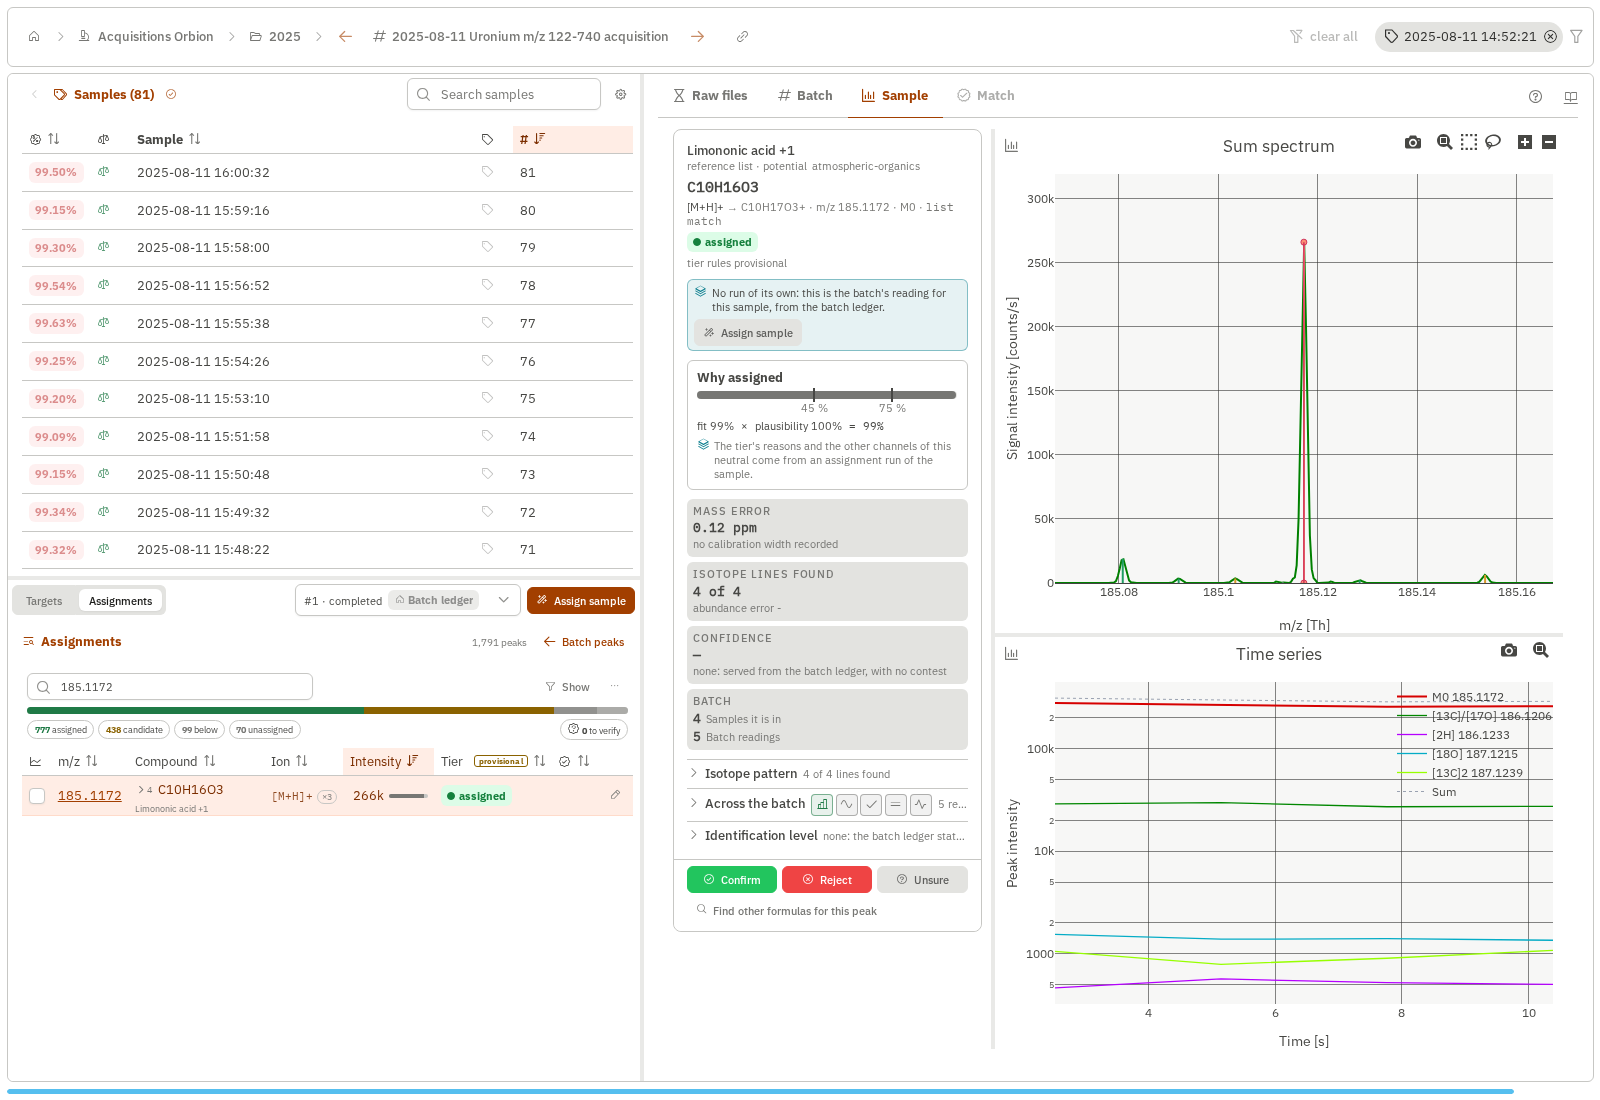 Acquisitions Orbion
2025
2025-08-11 Uronium m/z 122-740 acquisition
clear all
2025-08-11 14:52:21
Samples (81)
Search samples
Sample
#
99.50% 2025-08-11 16:00:32 81
99.15% 2025-08-11 15:59:16 80
99.30% 2025-08-11 15:58:00 79
99.54% 2025-08-11 15:56:52 78
99.63% 2025-08-11 15:55:38 77
99.25% 2025-08-11 15:54:26 76
99.20% 2025-08-11 15:53:10 75
99.09% 2025-08-11 15:51:58 74
99.15% 2025-08-11 15:50:48 73
99.34% 2025-08-11 15:49:32 72
99.32% 2025-08-11 15:48:22 71
Targets
Assignments
#1 · completed
Batch ledger
Assign sample
Assignments
1,791 peaks
Batch peaks
185.1172
Show
...
777 assigned
438 candidate
99 below
70 unassigned
0 to verify
m/z Compound Ion Intensity Tier provisional
185.1172 4 C10H16O3 [M+H]+ ×3 266k assigned
Limononic acid +1
Raw files
# Batch
Sample
Match
Limononic acid +1
reference list · potential atmospheric-organics
C10H16O3
[M+H]+ → C10H17O3+ · m/z 185.1172 · M0 · list
match
assigned
tier rules provisional
No run of its own: this is the batch's reading for
this sample, from the batch ledger.
Assign sample
Why assigned
45 % 75 %
fit 99% × plausibility 100% = 99%
The tier's reasons and the other channels of this
neutral come from an assignment run of the
sample.
MASS ERROR
0.12 ppm
no calibration width recorded
ISOTOPE LINES FOUND
4 of 4
abundance error -
CONFIDENCE
—
none: served from the batch ledger, with no contest
BATCH
4 Samples it is in
5 Batch readings
Isotope pattern 4 of 4 lines found
Across the batch 5 re...
Identification level none: the batch ledger stat...
Confirm
Reject
Unsure
Find other formulas for this peak
Sum spectrum
Signal intensity [counts/s]
300k
250k
200k
150k
100k
50k
0
185.08 185.1 185.12 185.14 185.16
m/z [Th]
Time series
Peak intensity
2
100k
5
2
10k
5
2
1000
5
M0 185.1172
[13C]/[17O] 186.1206
[2H] 186.1233
[18O] 187.1215
[13C]2 187.1239
Sum
4 6 8 10
Time [s]